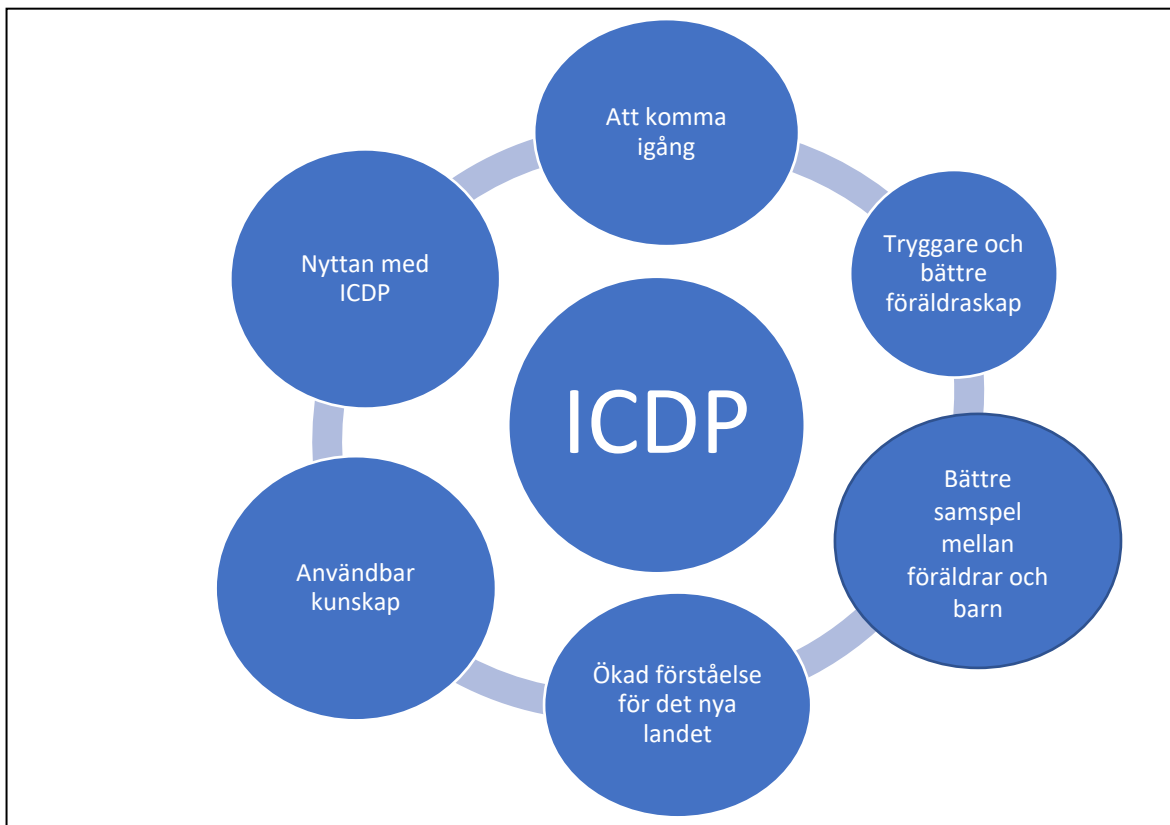 Att komma
igång
Tryggare och
bättre
föräldraskap
Bättre
samspel
mellan
föräldrar och
barn
Ökad förståelse
för det nya
landet
Användbar
kunskap
Nyttan med
ICDP
ICDP